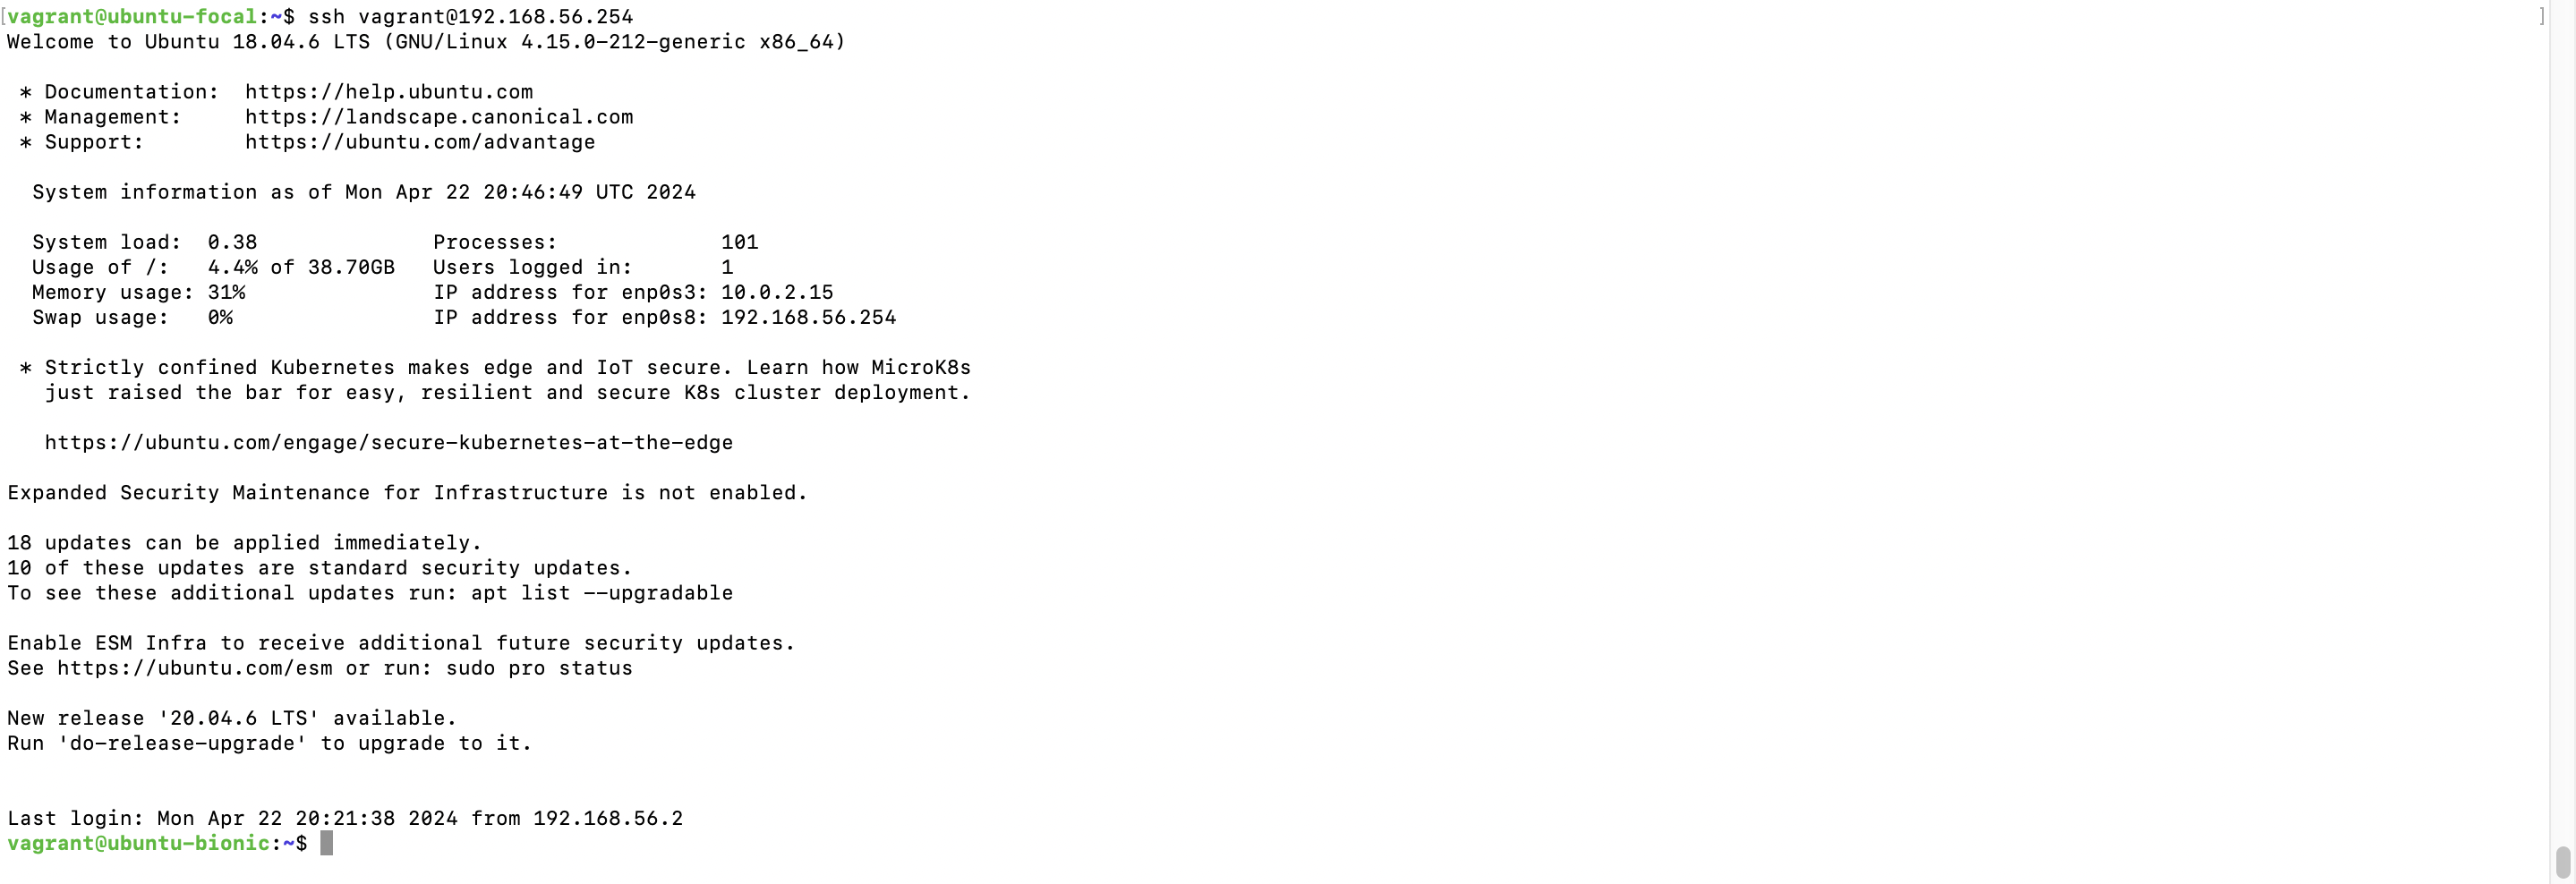 [vagrant@ubuntu-focal:~$ ssh vagrant@192.168.56.254 ]
Welcome to Ubuntu 18.04.6 LTS (GNU/Linux 4.15.0-212-generic x86_64)

 * Documentation:  https://help.ubuntu.com
 * Management:     https://landscape.canonical.com
 * Support:        https://ubuntu.com/advantage

  System information as of Mon Apr 22 20:46:49 UTC 2024

  System load:  0.38              Processes:             101
  Usage of /:   4.4% of 38.70GB   Users logged in:       1
  Memory usage: 31%               IP address for enp0s3: 10.0.2.15
  Swap usage:   0%                IP address for enp0s8: 192.168.56.254

 * Strictly confined Kubernetes makes edge and IoT secure. Learn how MicroK8s
   just raised the bar for easy, resilient and secure K8s cluster deployment.

   https://ubuntu.com/engage/secure-kubernetes-at-the-edge

Expanded Security Maintenance for Infrastructure is not enabled.

18 updates can be applied immediately.
10 of these updates are standard security updates.
To see these additional updates run: apt list --upgradable

Enable ESM Infra to receive additional future security updates.
See https://ubuntu.com/esm or run: sudo pro status

New release '20.04.6 LTS' available.
Run 'do-release-upgrade' to upgrade to it.


Last login: Mon Apr 22 20:21:38 2024 from 192.168.56.2
vagrant@ubuntu-bionic:~$